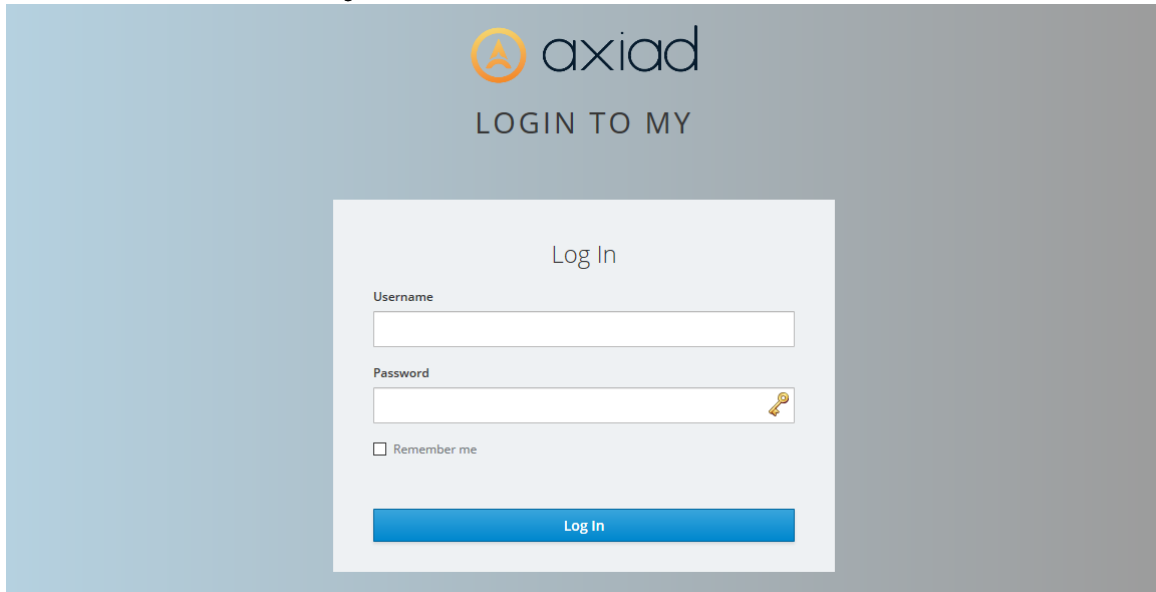 axiad
LOGIN TO MY
Log In
Username
Password
Remember me
Log In